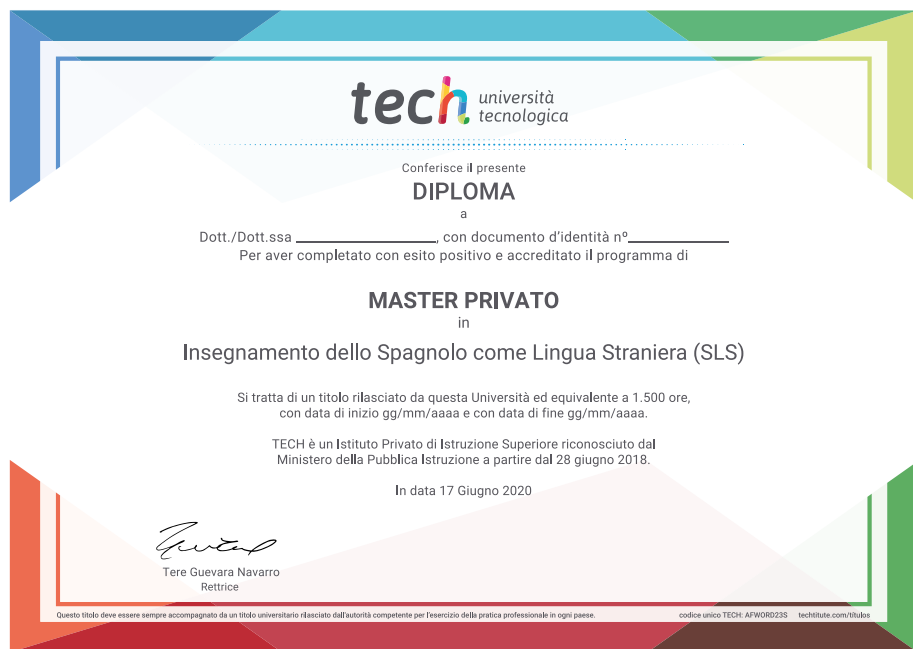 tech università
tecnologica
Conferisce il presente
DIPLOMA
a
Dott./Dott.ssa ____________, con documento d'identità nº____________
Per aver completato con esito positivo e accreditato il programma di
MASTER PRIVATO
in
Insegnamento dello Spagnolo come Lingua Straniera (SLS)
Si tratta di un titolo rilasciato da questa Università ed equivalente a 1.500 ore,
con data di inizio gg/mm/aaaa e con data di fine gg/mm/aaaa.
TECH è un Istituto Privato di Istruzione Superiore riconosciuto dal
Ministero della Pubblica Istruzione a partire dal 28 giugno 2018.
In data 17 Giugno 2020
Tere Guevara Navarro
Rettrice
Questo titolo deve essere sempre accompagnato da un titolo universitario rilasciato dall'autorità competente per l'esercizio della pratica professionale in ogni paese. codice unico TECH: AFWORD23S techtitute.com/títulos